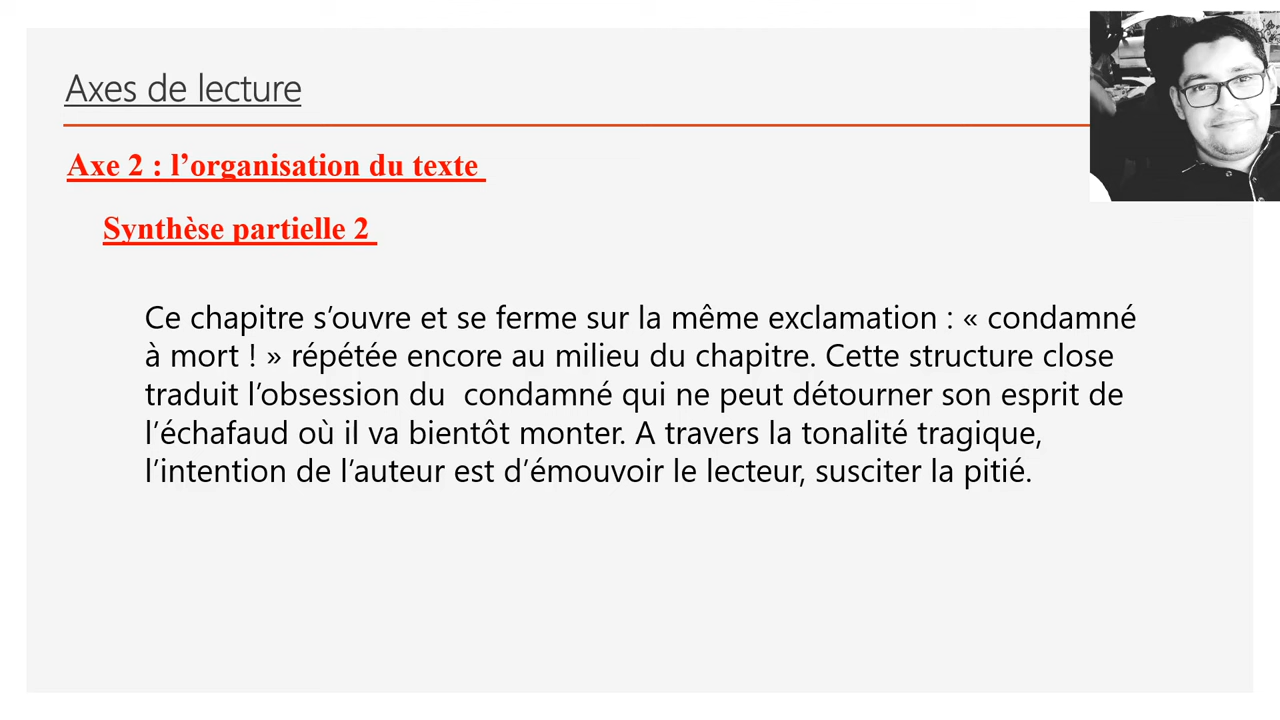 Axes de lecture
Axe 2 : l’organisation du texte
Synthèse partielle 2
Ce chapitre s’ouvre et se ferme sur la même exclamation : « condamné
à mort ! » répétée encore au milieu du chapitre. Cette structure close
traduit l’obsession du  condamné qui ne peut détourner son esprit de
l’échafaud où il va bientôt monter. A travers la tonalité tragique,
l’intention de l’auteur est d’émouvoir le lecteur, susciter la pitié.